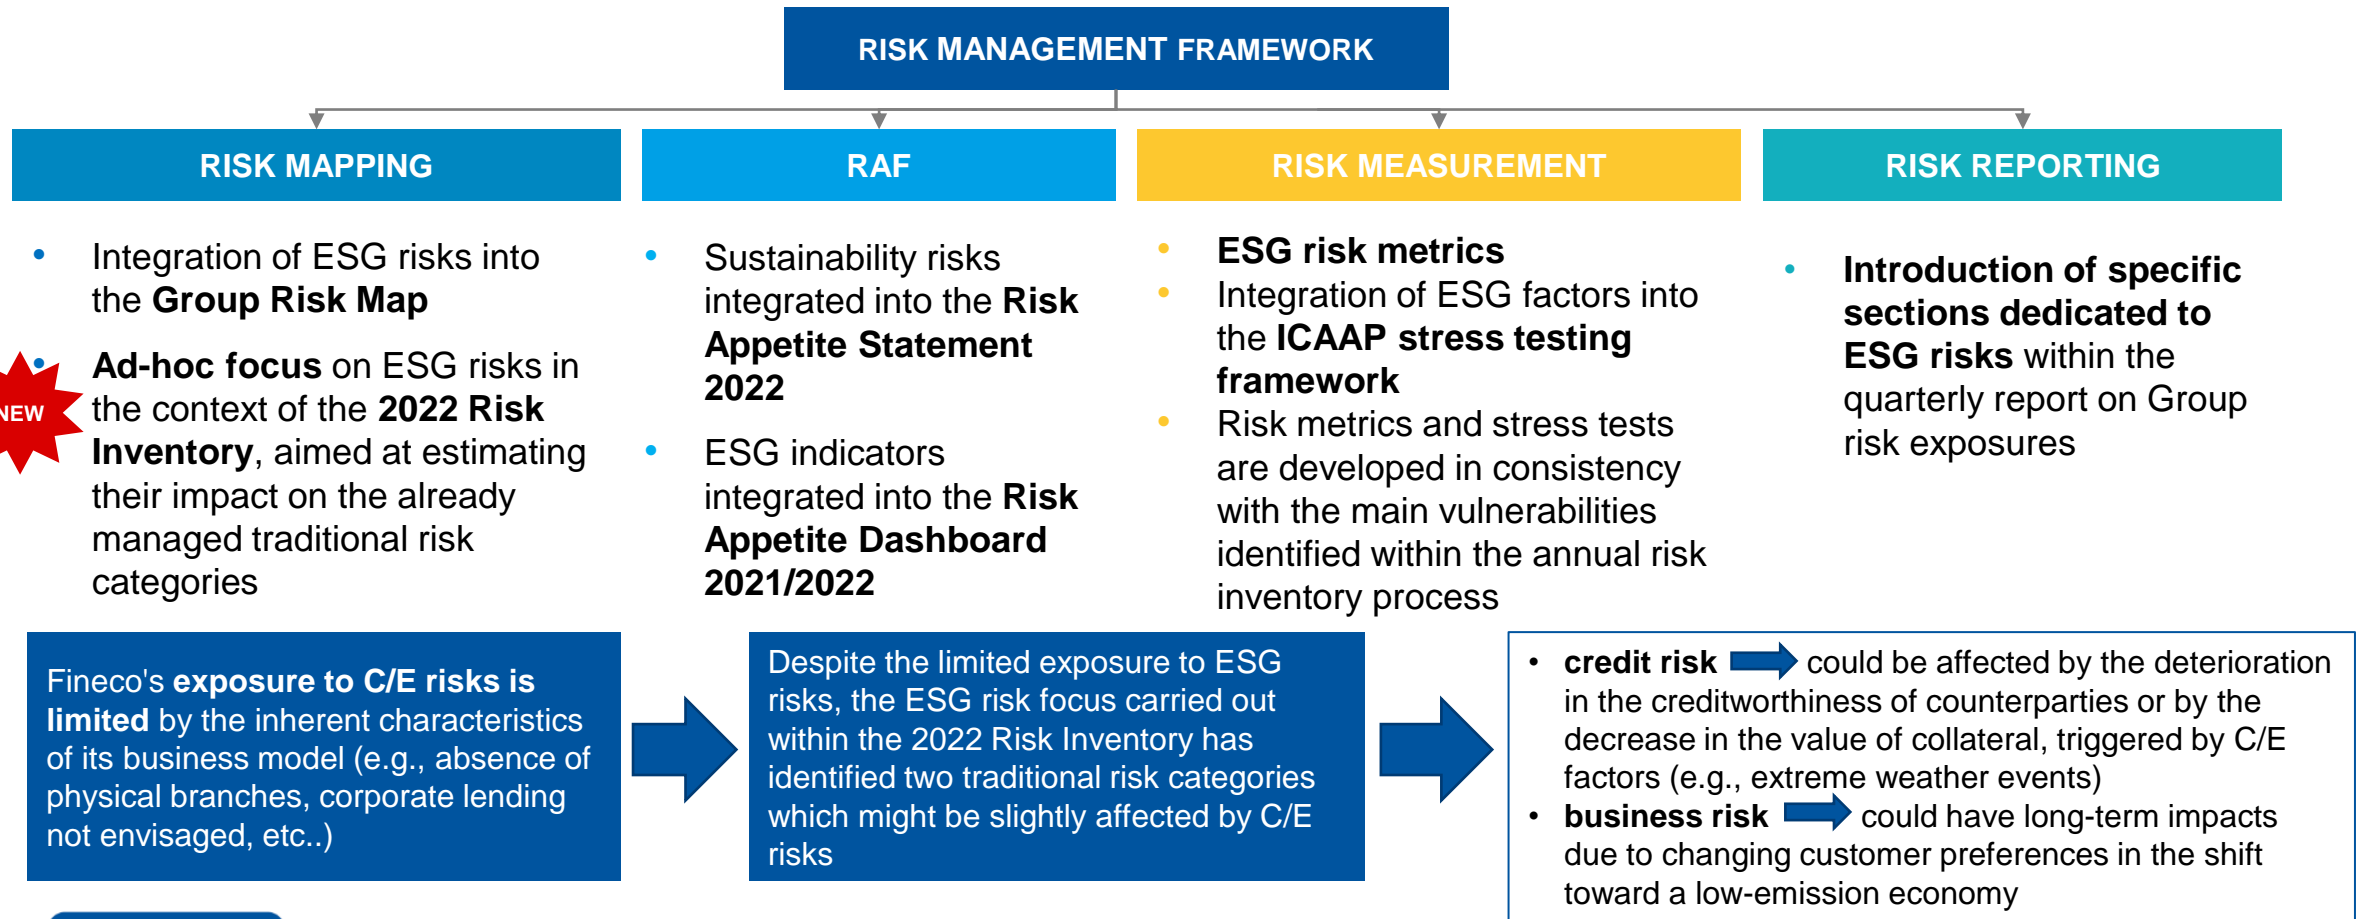 RISK MANAGEMENT FRAMEWORK
RISK MAPPING
• Integration of ESG risks into
the Group Risk Map
• Ad-hoc focus on ESG risks in
the context of the 2022 Risk
Inventory, aimed at estimating
their impact on the already
managed traditional risk
categories
NEW
RAF
• Sustainability risks
integrated into the Risk
Appetite Statement
2022
• ESG indicators
integrated into the Risk
Appetite Dashboard
2021/2022
RISK MEASUREMENT
• ESG risk metrics
• Integration of ESG factors into
the ICAAP stress testing
framework
• Risk metrics and stress tests
are developed in consistency
with the main vulnerabilities
identified within the annual risk
inventory process
RISK REPORTING
• Introduction of specific
sections dedicated to
ESG risks within the
quarterly report on Group
risk exposures
Fineco's exposure to C/E risks is
limited by the inherent characteristics
of its business model (e.g., absence of
physical branches, corporate lending
not envisaged, etc..)
Despite the limited exposure to ESG
risks, the ESG risk focus carried out
within the 2022 Risk Inventory has
identified two traditional risk categories
which might be slightly affected by C/E
risks
• credit risk could be affected by the deterioration
in the creditworthiness of counterparties or by the
decrease in the value of collateral, triggered by C/E
factors (e.g., extreme weather events)
• business risk could have long-term impacts
due to changing customer preferences in the shift
toward a low-emission economy